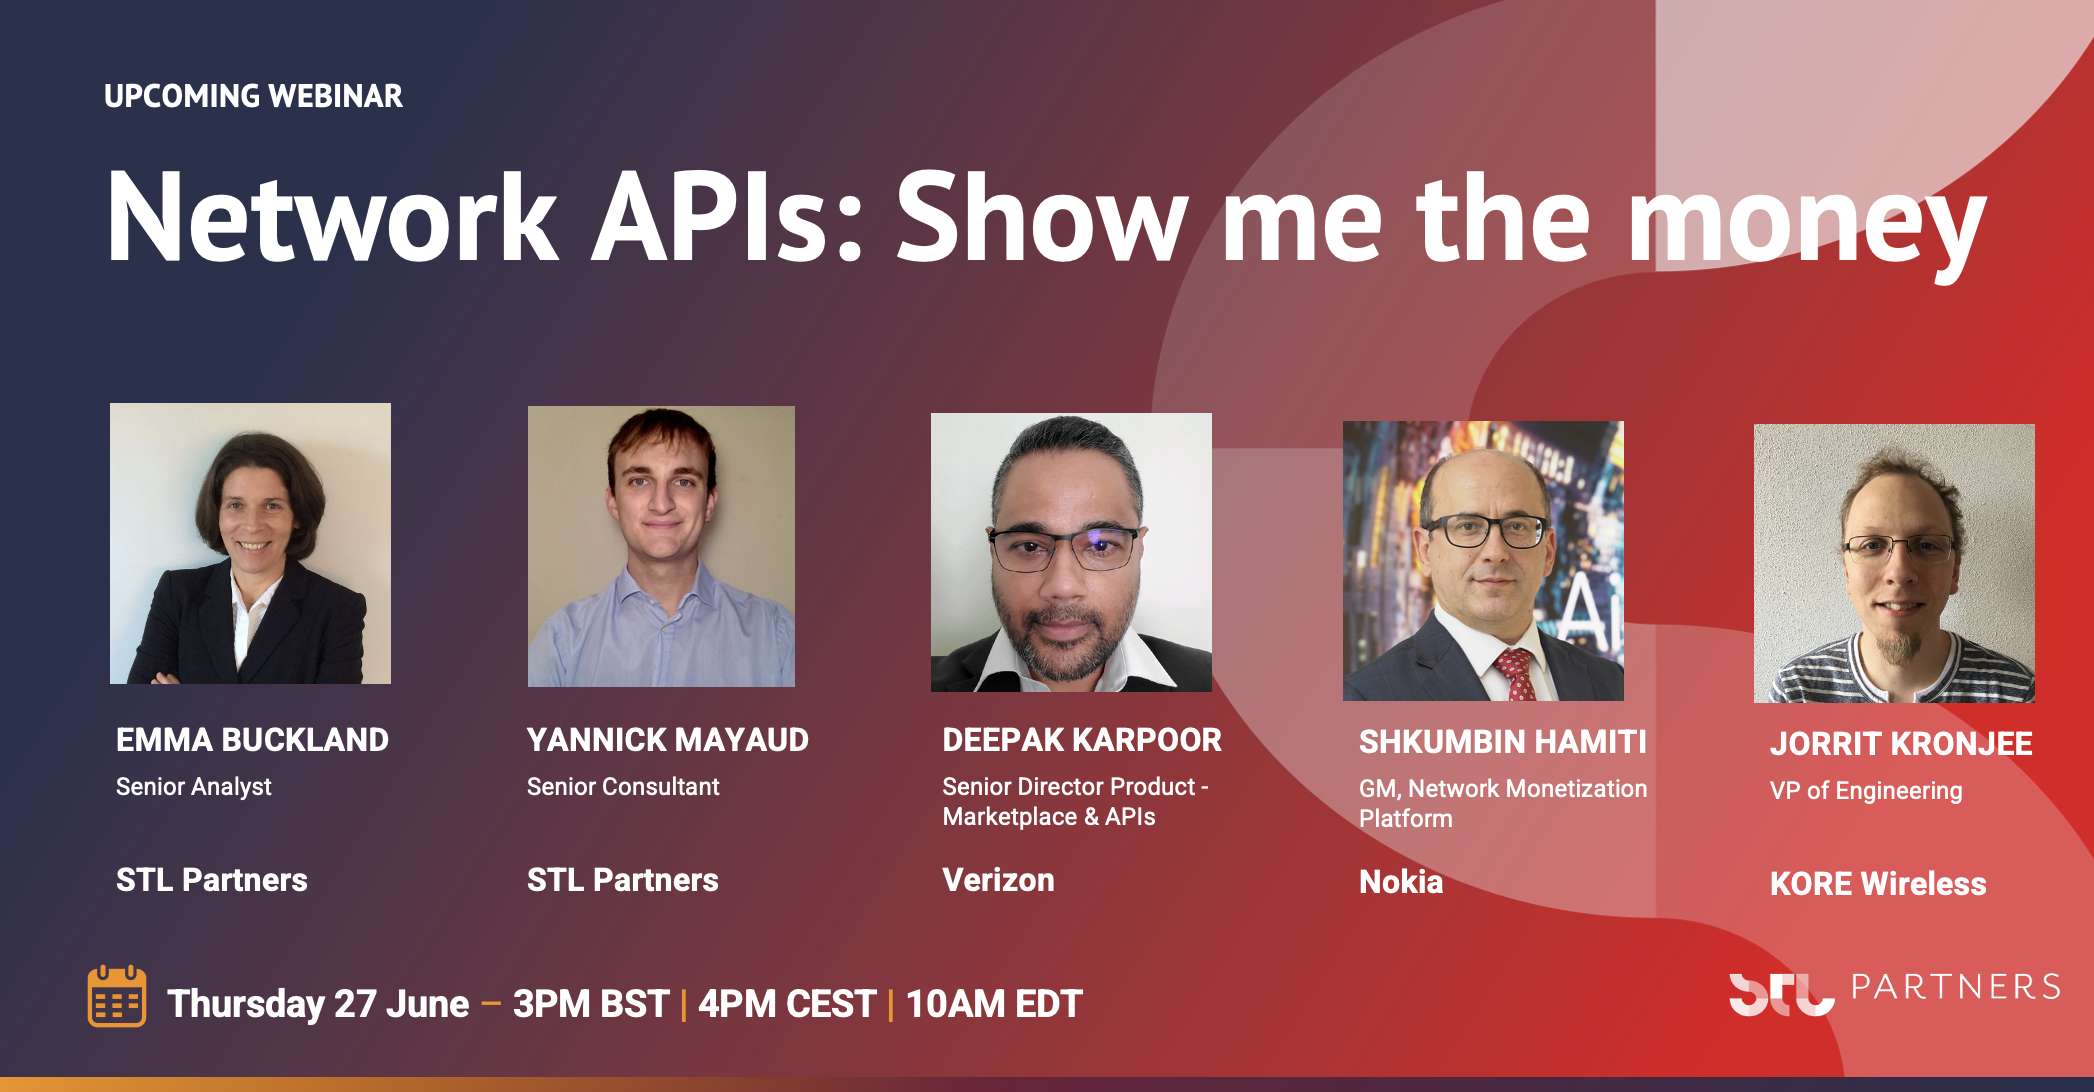 UPCOMING WEBINAR
Network APIs: Show me the money
Ai
EMMA BUCKLAND
Senior Analyst
STL Partners
YANNICK MAYAUD
Senior Consultant
STL Partners
DEEPAK KARPOOR
Senior Director Product -
Marketplace & APIs
Verizon
SHKUMBIN HAMITI
GM, Network Monetization
Platform
Nokia
JORRIT KRONJEE
VP of Engineering
KORE Wireless
Thursday 27 June – 3PM BST | 4PM CEST | 10AM EDT
STL PARTNERS